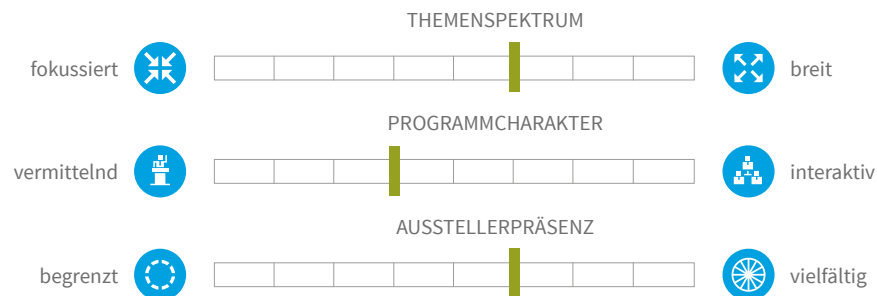 THEMENSPEKTRUM
fokussiert breit
PROGRAMMCHARAKTER
vermittelnd interaktiv
AUSSTELLERPRÄSENZ
begrenzt vielfältig